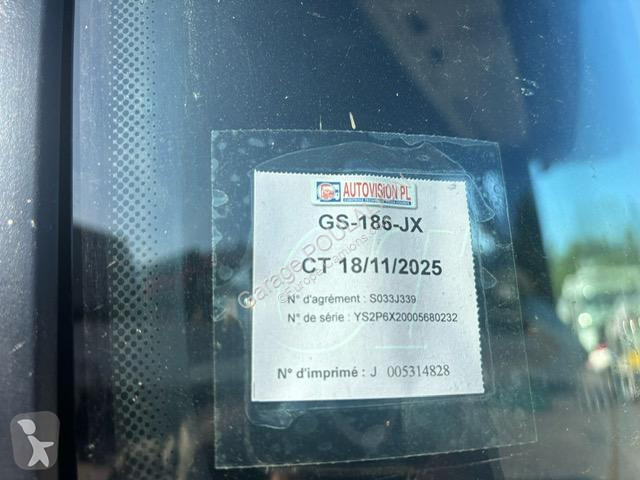 AUTOVISION PL
GS-186-JX
CT 18/11/2025
N° d'agrément : S033J339
N° de série : YS2P6X20005680232
N° d'imprimé : J 005314828